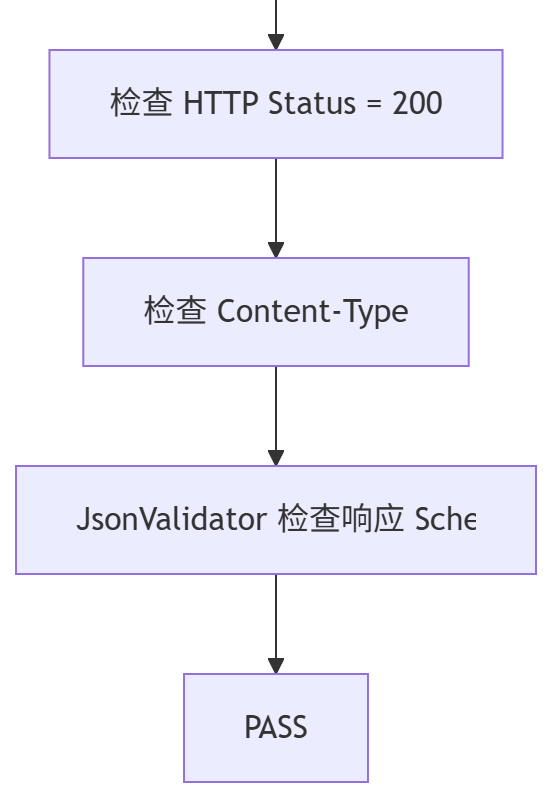 检查 HTTP Status = 200
检查 Content-Type
JsonValidator 检查响应 Sche
PASS